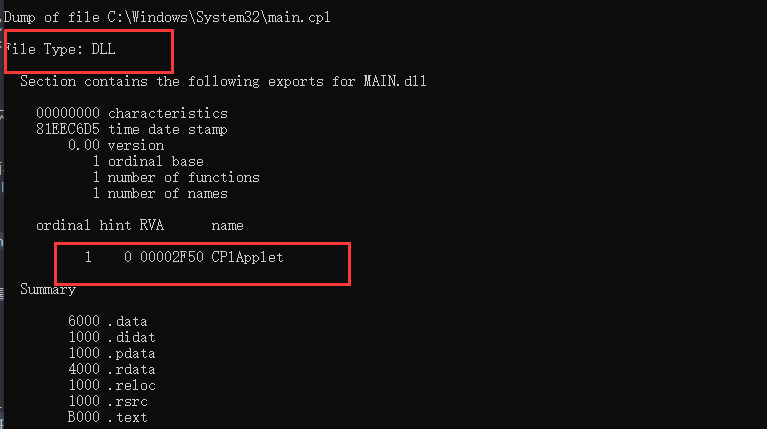 Dump of file C:\Windows\System32\main.cpl
File Type: DLL
Section contains the following exports for MAIN.dll
00000000 characteristics
81EEC6D5 time date stamp
0.00 version
1 ordinal base
1 number of functions
1 number of names
ordinal hint RVA name
1 0 00002F50 CPlApplet
Summary
6000 .data
1000 .didat
1000 .pdata
4000 .rdata
1000 .reloc
1000 .rsrc
B000 .text